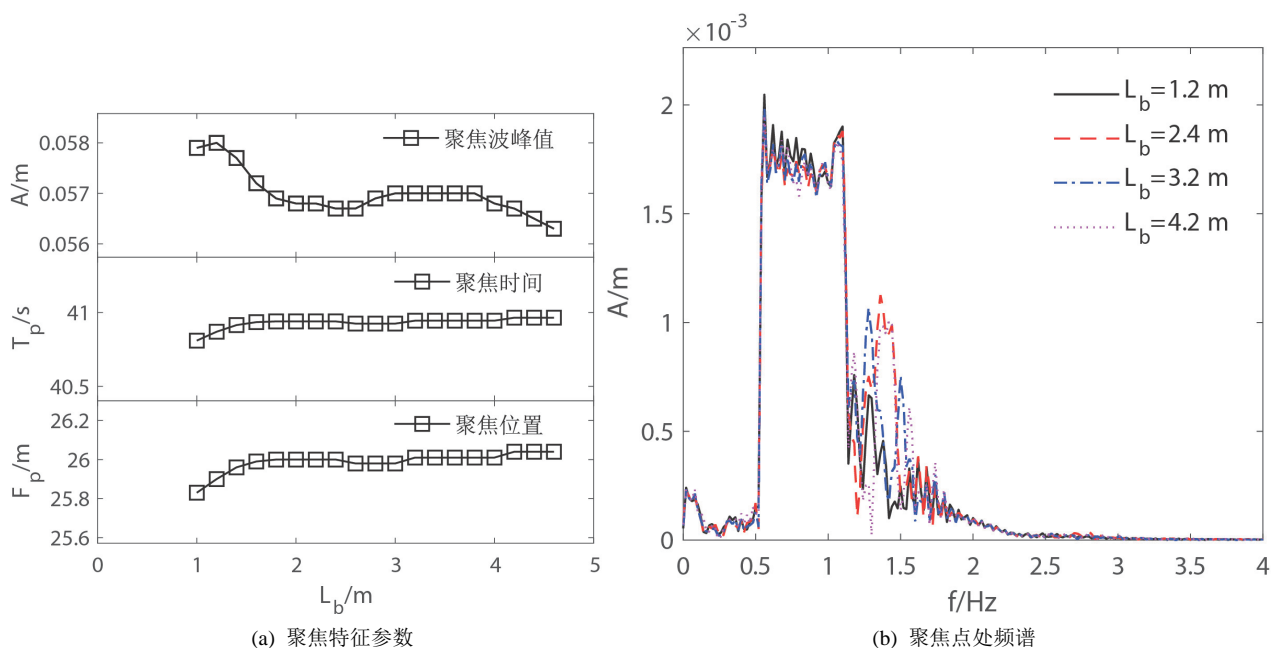 0.058
0.057
0.056
A/m
聚焦波峰值
41
40.5
T_p/s
聚焦时间
26.2
26
25.8
25.6
F_p/m
聚焦位置
0 1 2 3 4 5
L_b/m
(a) 聚焦特征参数
×10^-3
2
1.5
1
0.5
0
A/m
L_b=1.2 m
L_b=2.4 m
L_b=3.2 m
L_b=4.2 m
0 0.5 1 1.5 2 2.5 3 3.5 4
f/Hz
(b) 聚焦点处频谱